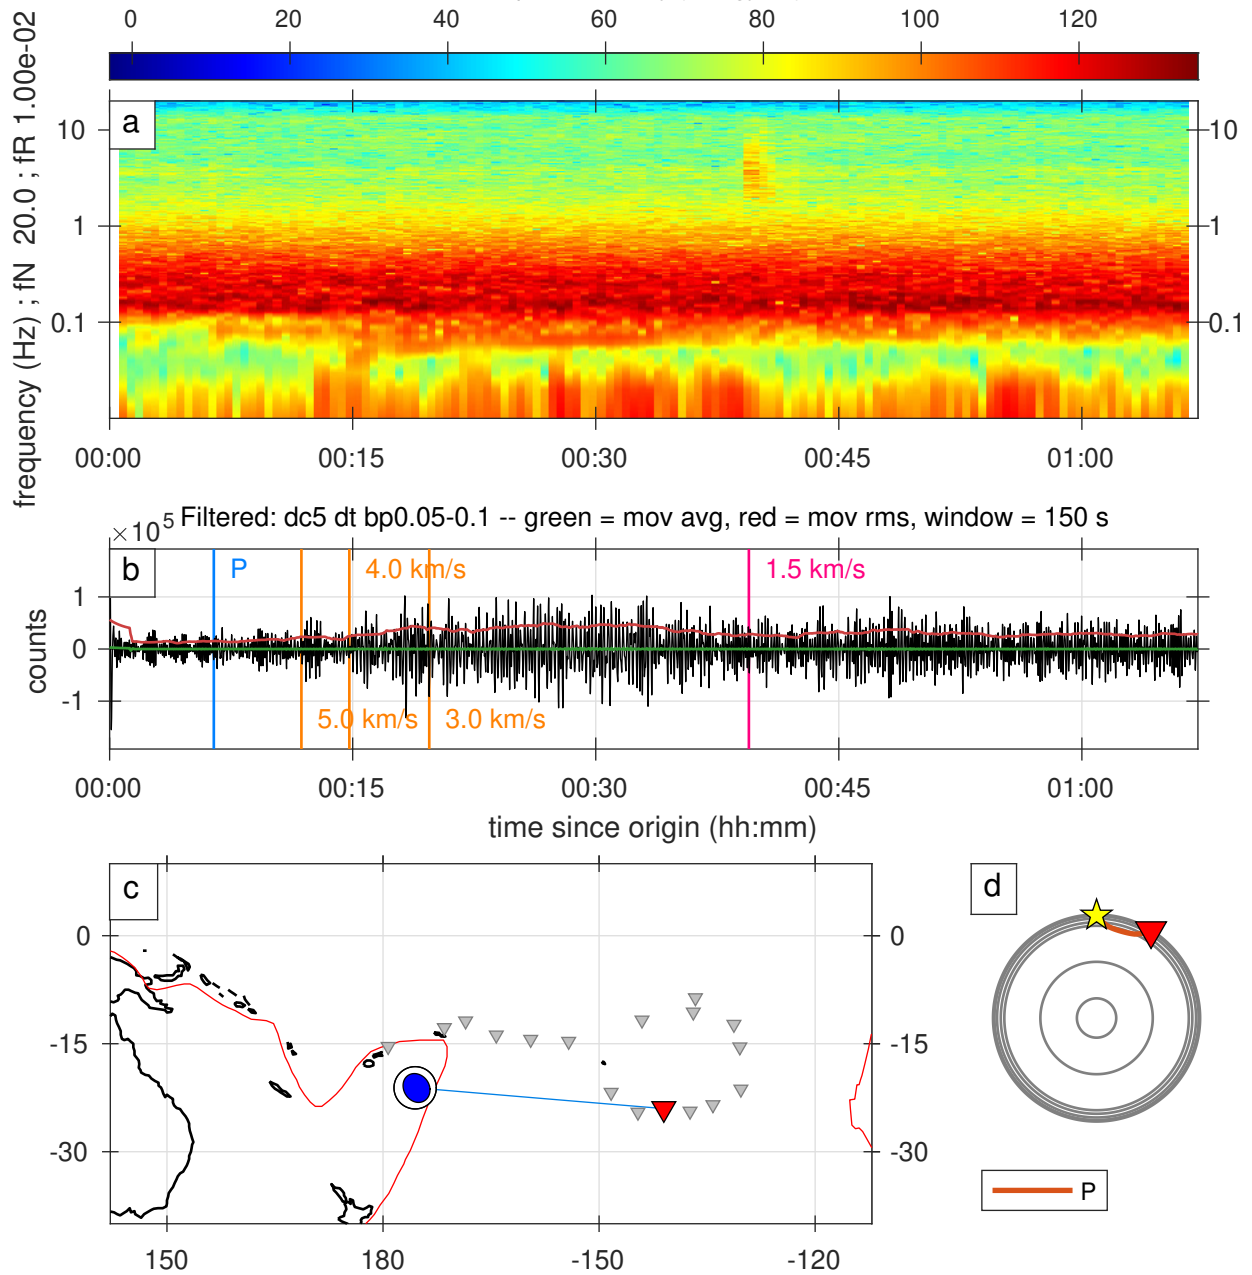 0 20 40 60 80 100 120
frequency (Hz) ; fN 20.0 ; fR 1.00e-02
a
10 10
1 1
0.1 0.1
00:00 00:15 00:30 00:45 01:00
×10^5 Filtered: dc5 dt bp0.05-0.1 -- green = mov avg, red = mov rms, window = 150 s
b P 4.0 km/s 1.5 km/s
counts
1
0
-1
5.0 km/s 3.0 km/s
00:00 00:15 00:30 00:45 01:00
time since origin (hh:mm)
c d
0 0
-15 -15
-30 -30
P
150 180 -150 -120